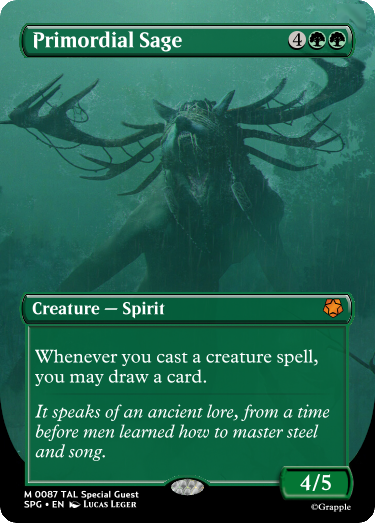 Primordial Sage 4
Creature — Spirit
Whenever you cast a creature spell,
you may draw a card.
It speaks of an ancient lore, from a time
before men learned how to master steel
and song.
4/5
M 0087 TAL Special Guest
SPG • EN Lucas Leger
©Grapple